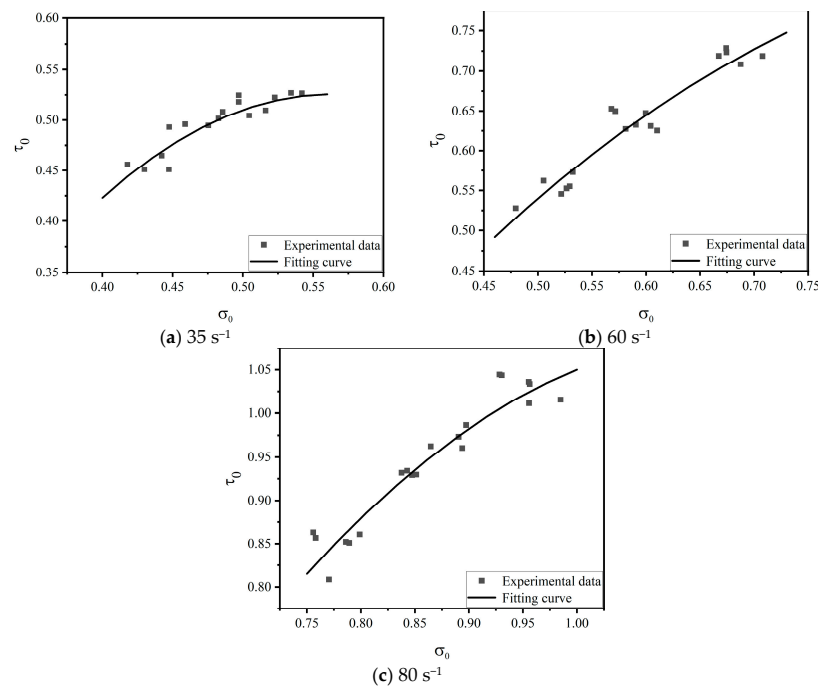 0.60
0.55
0.50
0.45
0.40
0.35
τ0
Experimental data
Fitting curve
0.40 0.45 0.50 0.55 0.60
σ0
(a) 35 s−1
0.75
0.70
0.65
0.60
0.55
0.50
0.45
τ0
Experimental data
Fitting curve
0.45 0.50 0.55 0.60 0.65 0.70 0.75
σ0
(b) 60 s−1
1.05
1.00
0.95
0.90
0.85
0.80
τ0
Experimental data
Fitting curve
0.75 0.80 0.85 0.90 0.95 1.00
σ0
(c) 80 s−1